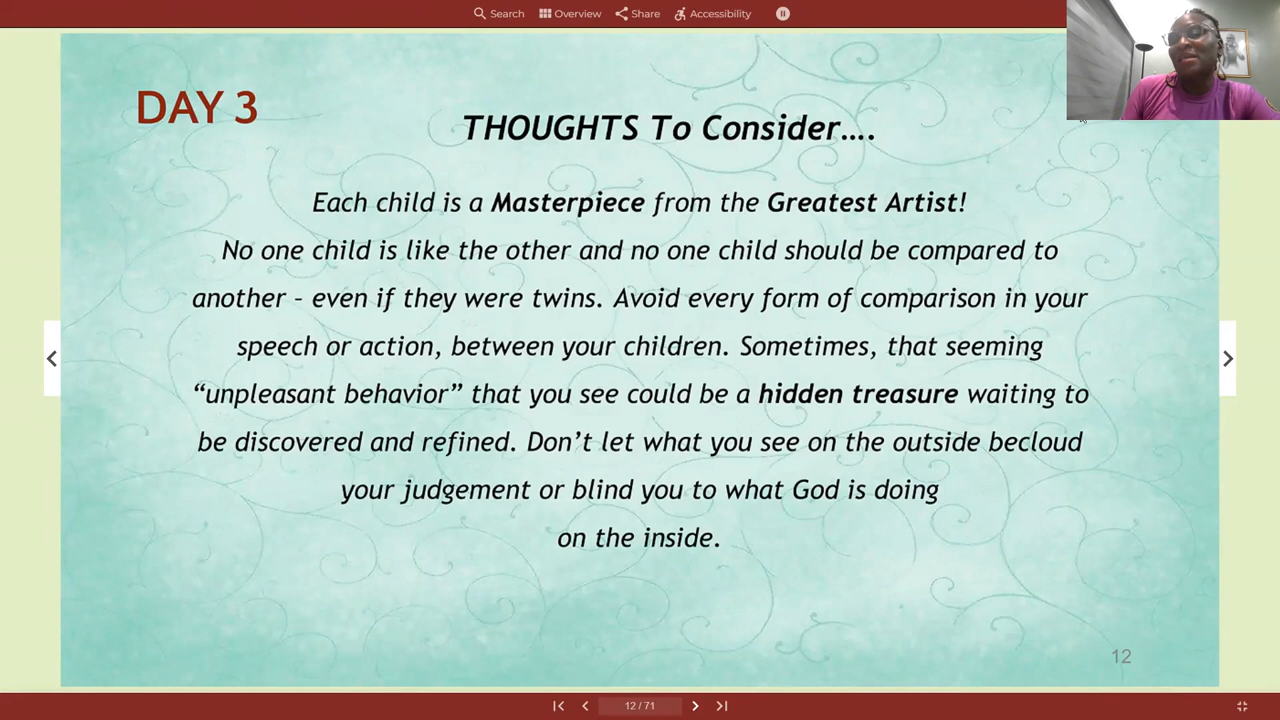 Search Overview Share Accessibility
DAY 3
THOUGHTS To Consider....
Each child is a Masterpiece from the Greatest Artist!
No one child is like the other and no one child should be compared to
another – even if they were twins. Avoid every form of comparison in your
speech or action, between your children. Sometimes, that seeming
“unpleasant behavior” that you see could be a hidden treasure waiting to
be discovered and refined. Don’t let what you see on the outside becloud
your judgement or blind you to what God is doing
on the inside.
12
12 / 71